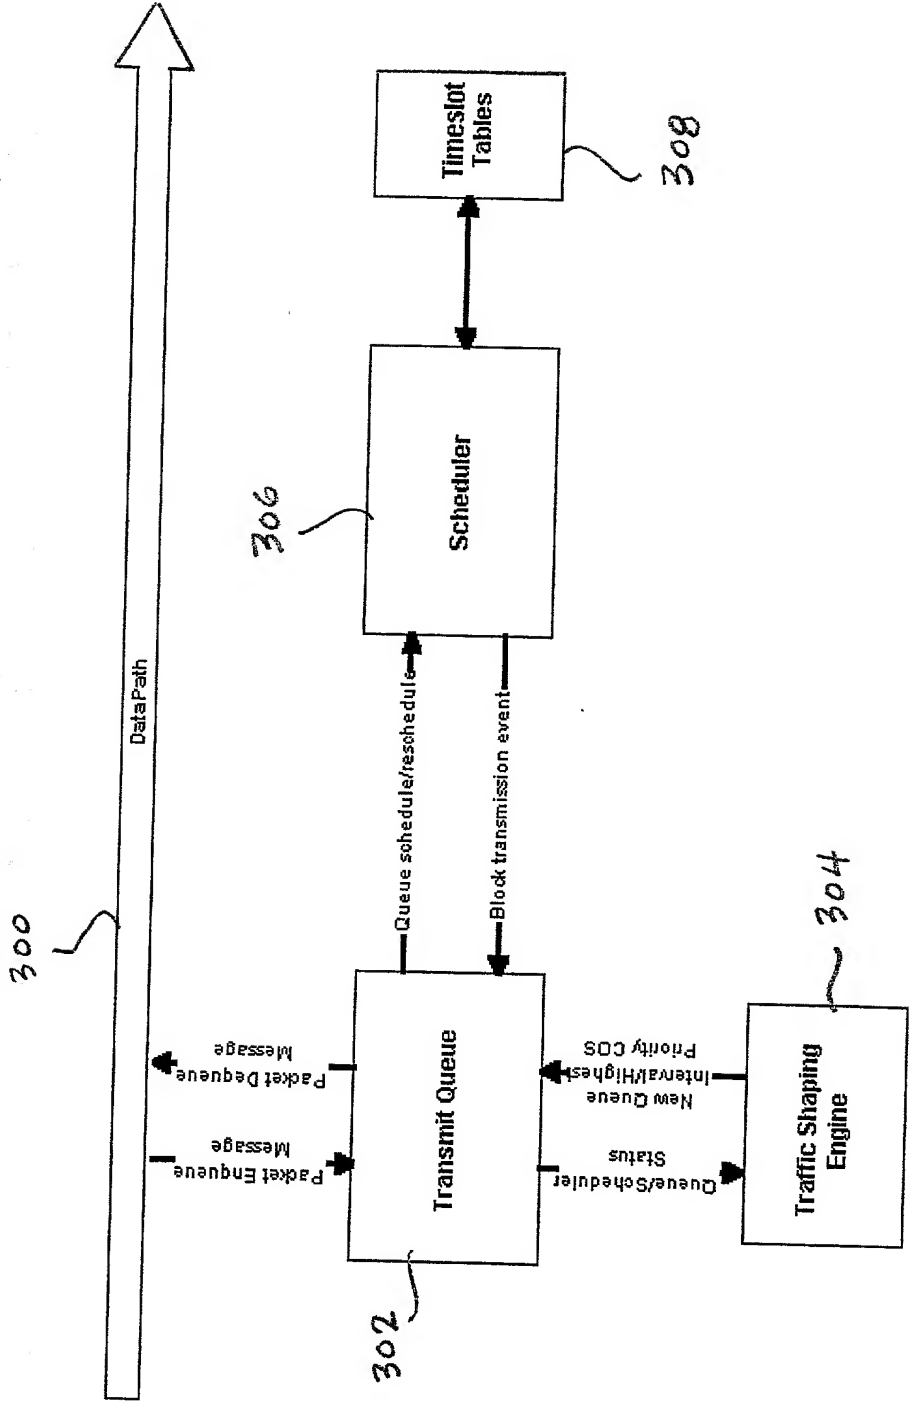 300
DataPath
Packet Enqueue
Message
Packet Dequeue
Message
302
Transmit Queue
Queue schedule/reschedule
Block transmission event
306
Scheduler
Timeslot
Tables
308
Queue/Scheduler
Status
New Queue
Interval/Highest
Priority COS
Traffic Shaping
Engine
304